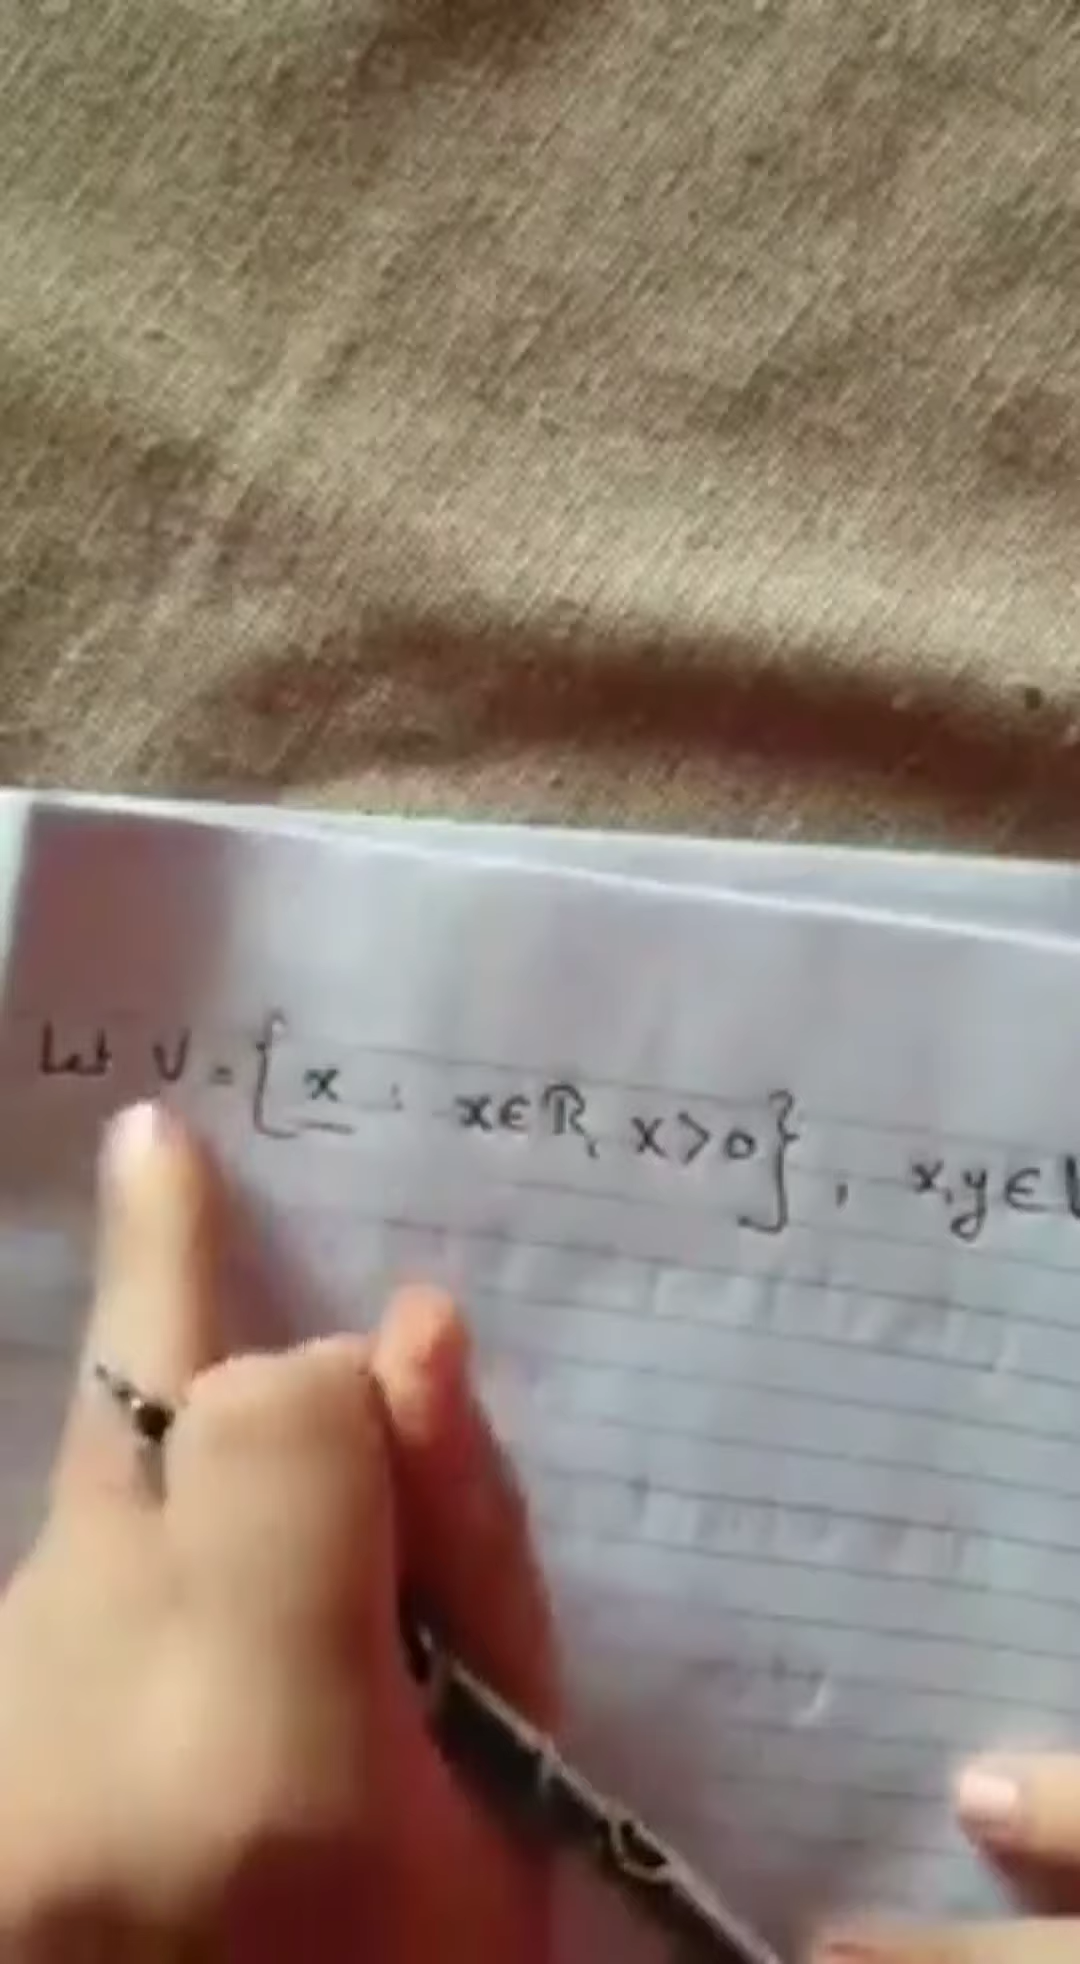 Let V = { x : x ∈ ℝ, x > 0 } , x, y ∈